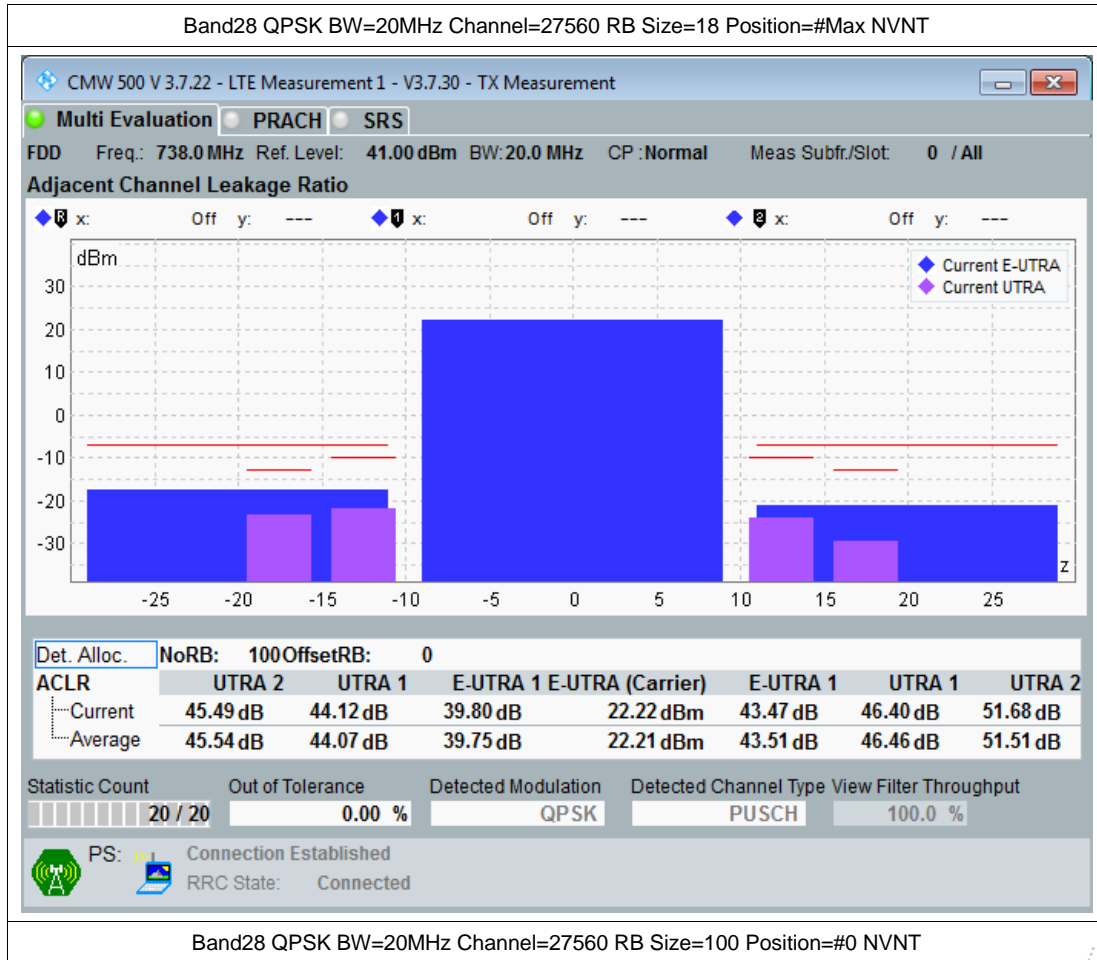 Band28 QPSK BW=20MHz Channel=27560 RB Size=18 Position=#Max NVNT
CMW 500 V 3.7.22 - LTE Measurement 1 - V3.7.30 - TX Measurement
Multi Evaluation PRACH SRS
FDD Freq.: 738.0 MHz Ref. Level: 41.00 dBm BW: 20.0 MHz CP : Normal Meas Subfr./Slot: 0 / All
Adjacent Channel Leakage Ratio
R x: Off y: --- 1 x: Off y: --- 2 x: Off y: ---
dBm
Current E-UTRA
Current UTRA
30
20
10
0
-10
-20
-30
z
-25 -20 -15 -10 -5 0 5 10 15 20 25
Det. Alloc. NoRB: 100 OffsetRB: 0
ACLR UTRA 2 UTRA 1 E-UTRA 1 E-UTRA (Carrier) E-UTRA 1 UTRA 1 UTRA 2
Current 45.49 dB 44.12 dB 39.80 dB 22.22 dBm 43.47 dB 46.40 dB 51.68 dB
Average 45.54 dB 44.07 dB 39.75 dB 22.21 dBm 43.51 dB 46.46 dB 51.51 dB
Statistic Count Out of Tolerance Detected Modulation Detected Channel Type View Filter Throughput
20 / 20 0.00 % QPSK PUSCH 100.0 %
PS: Connection Established
RRC State: Connected
Band28 QPSK BW=20MHz Channel=27560 RB Size=100 Position=#0 NVNT